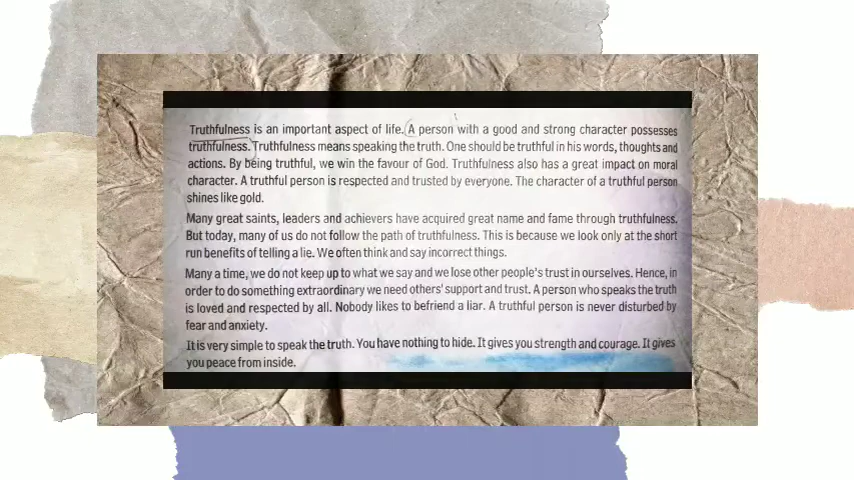 Truthfulness is an important aspect of life. A person with a good and strong character possesses
truthfulness. Truthfulness means speaking the truth. One should be truthful in his words, thoughts and
actions. By being truthful, we win the favour of God. Truthfulness also has a great impact on moral
character. A truthful person is respected and trusted by everyone. The character of a truthful person
shines like gold.
Many great saints, leaders and achievers have acquired great name and fame through truthfulness.
But today, many of us do not follow the path of truthfulness. This is because we look only at the short
run benefits of telling a lie. We often think and say incorrect things.
Many a time, we do not keep up to what we say and we lose other people's trust in ourselves. Hence, in
order to do something extraordinary we need others' support and trust. A person who speaks the truth
is loved and respected by all. Nobody likes to befriend a liar. A truthful person is never disturbed by
fear and anxiety.
It is very simple to speak the truth. You have nothing to hide. It gives you strength and courage. It gives
you peace from inside.